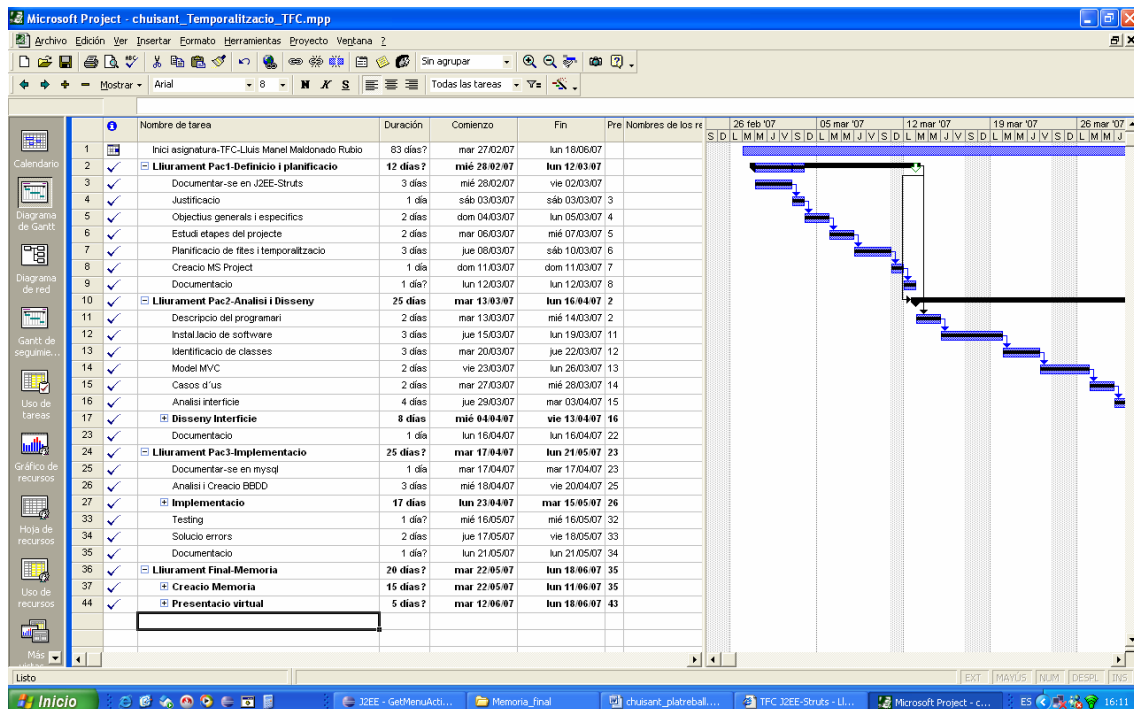 Microsoft Project - chuisant_Temporalitzacio_TFC.mpp
Archivo Edición Ver Insertar Formato Herramientas Proyecto Ventana ?
Sin agrupar
Mostrar Arial 8 N K S Todas las tareas
Nombre de tarea Duración Comienzo Fin Pre Nombres de los re 26 feb '07 05 mar '07 12 mar '07 19 mar '07 26 mar '07
S D L M M J V S D L M M J V S D L M M J V S D L M M J V S D L M M J
1 Inici asignatura-TFC-Lluis Manel Maldonado Rubio 83 días? mar 27/02/07 lun 18/06/07
2 Lliurament Pac1-Definicio i planificacio 12 días? mié 28/02/07 lun 12/03/07
3 Documentar-se en J2EE-Struts 3 días mié 28/02/07 vie 02/03/07
4 Justificacio 1 día sáb 03/03/07 sáb 03/03/07 3
5 Objectius generals i especifics 2 días dom 04/03/07 lun 05/03/07 4
6 Estudi etapes del projecte 2 días mar 06/03/07 mié 07/03/07 5
7 Planificacio de fites i temporalitzacio 3 días jue 08/03/07 sáb 10/03/07 6
8 Creacio MS Project 1 día dom 11/03/07 dom 11/03/07 7
9 Documentacio 1 día? lun 12/03/07 lun 12/03/07 8
10 Lliurament Pac2-Analisi i Disseny 25 días mar 13/03/07 lun 16/04/07 2
11 Descripcio del programari 2 días mar 13/03/07 mié 14/03/07 2
12 Instal.lacio de software 3 días jue 15/03/07 lun 19/03/07 11
13 Identificacio de classes 3 días mar 20/03/07 jue 22/03/07 12
14 Model MVC 2 días vie 23/03/07 lun 26/03/07 13
15 Casos d´us 2 días mar 27/03/07 mié 28/03/07 14
16 Analisi interficie 4 días jue 29/03/07 mar 03/04/07 15
17 Disseny Interficie 8 días mié 04/04/07 vie 13/04/07 16
23 Documentacio 1 día lun 16/04/07 lun 16/04/07 22
24 Lliurament Pac3-Implementacio 25 días? mar 17/04/07 lun 21/05/07 23
25 Documentar-se en mysql 1 día mar 17/04/07 mar 17/04/07 23
26 Analisi i Creacio BBDD 3 días mié 18/04/07 vie 20/04/07 25
27 Implementacio 17 días lun 23/04/07 mar 15/05/07 26
33 Testing 1 día? mié 16/05/07 mié 16/05/07 32
34 Solucio errors 2 días jue 17/05/07 vie 18/05/07 33
35 Documentacio 1 día? lun 21/05/07 lun 21/05/07 34
36 Lliurament Final-Memoria 20 días? mar 22/05/07 lun 18/06/07 35
37 Creacio Memoria 15 días? mar 22/05/07 lun 11/06/07 35
44 Presentacio virtual 5 días? mar 12/06/07 lun 18/06/07 43
Calendario
Diagrama
de Gantt
Diagrama
de red
Gantt de
seguimie...
Uso de
tareas
Gráfico de
recursos
Hoja de
recursos
Uso de
recursos
Más
Listo EXT MAYÚS NUM DESPL INS
Inicio J2EE - GetMenuActi... Memoria_final chuisant_platreball.... TFC J2EE-Struts - Ll... Microsoft Project - c... ES 16:11